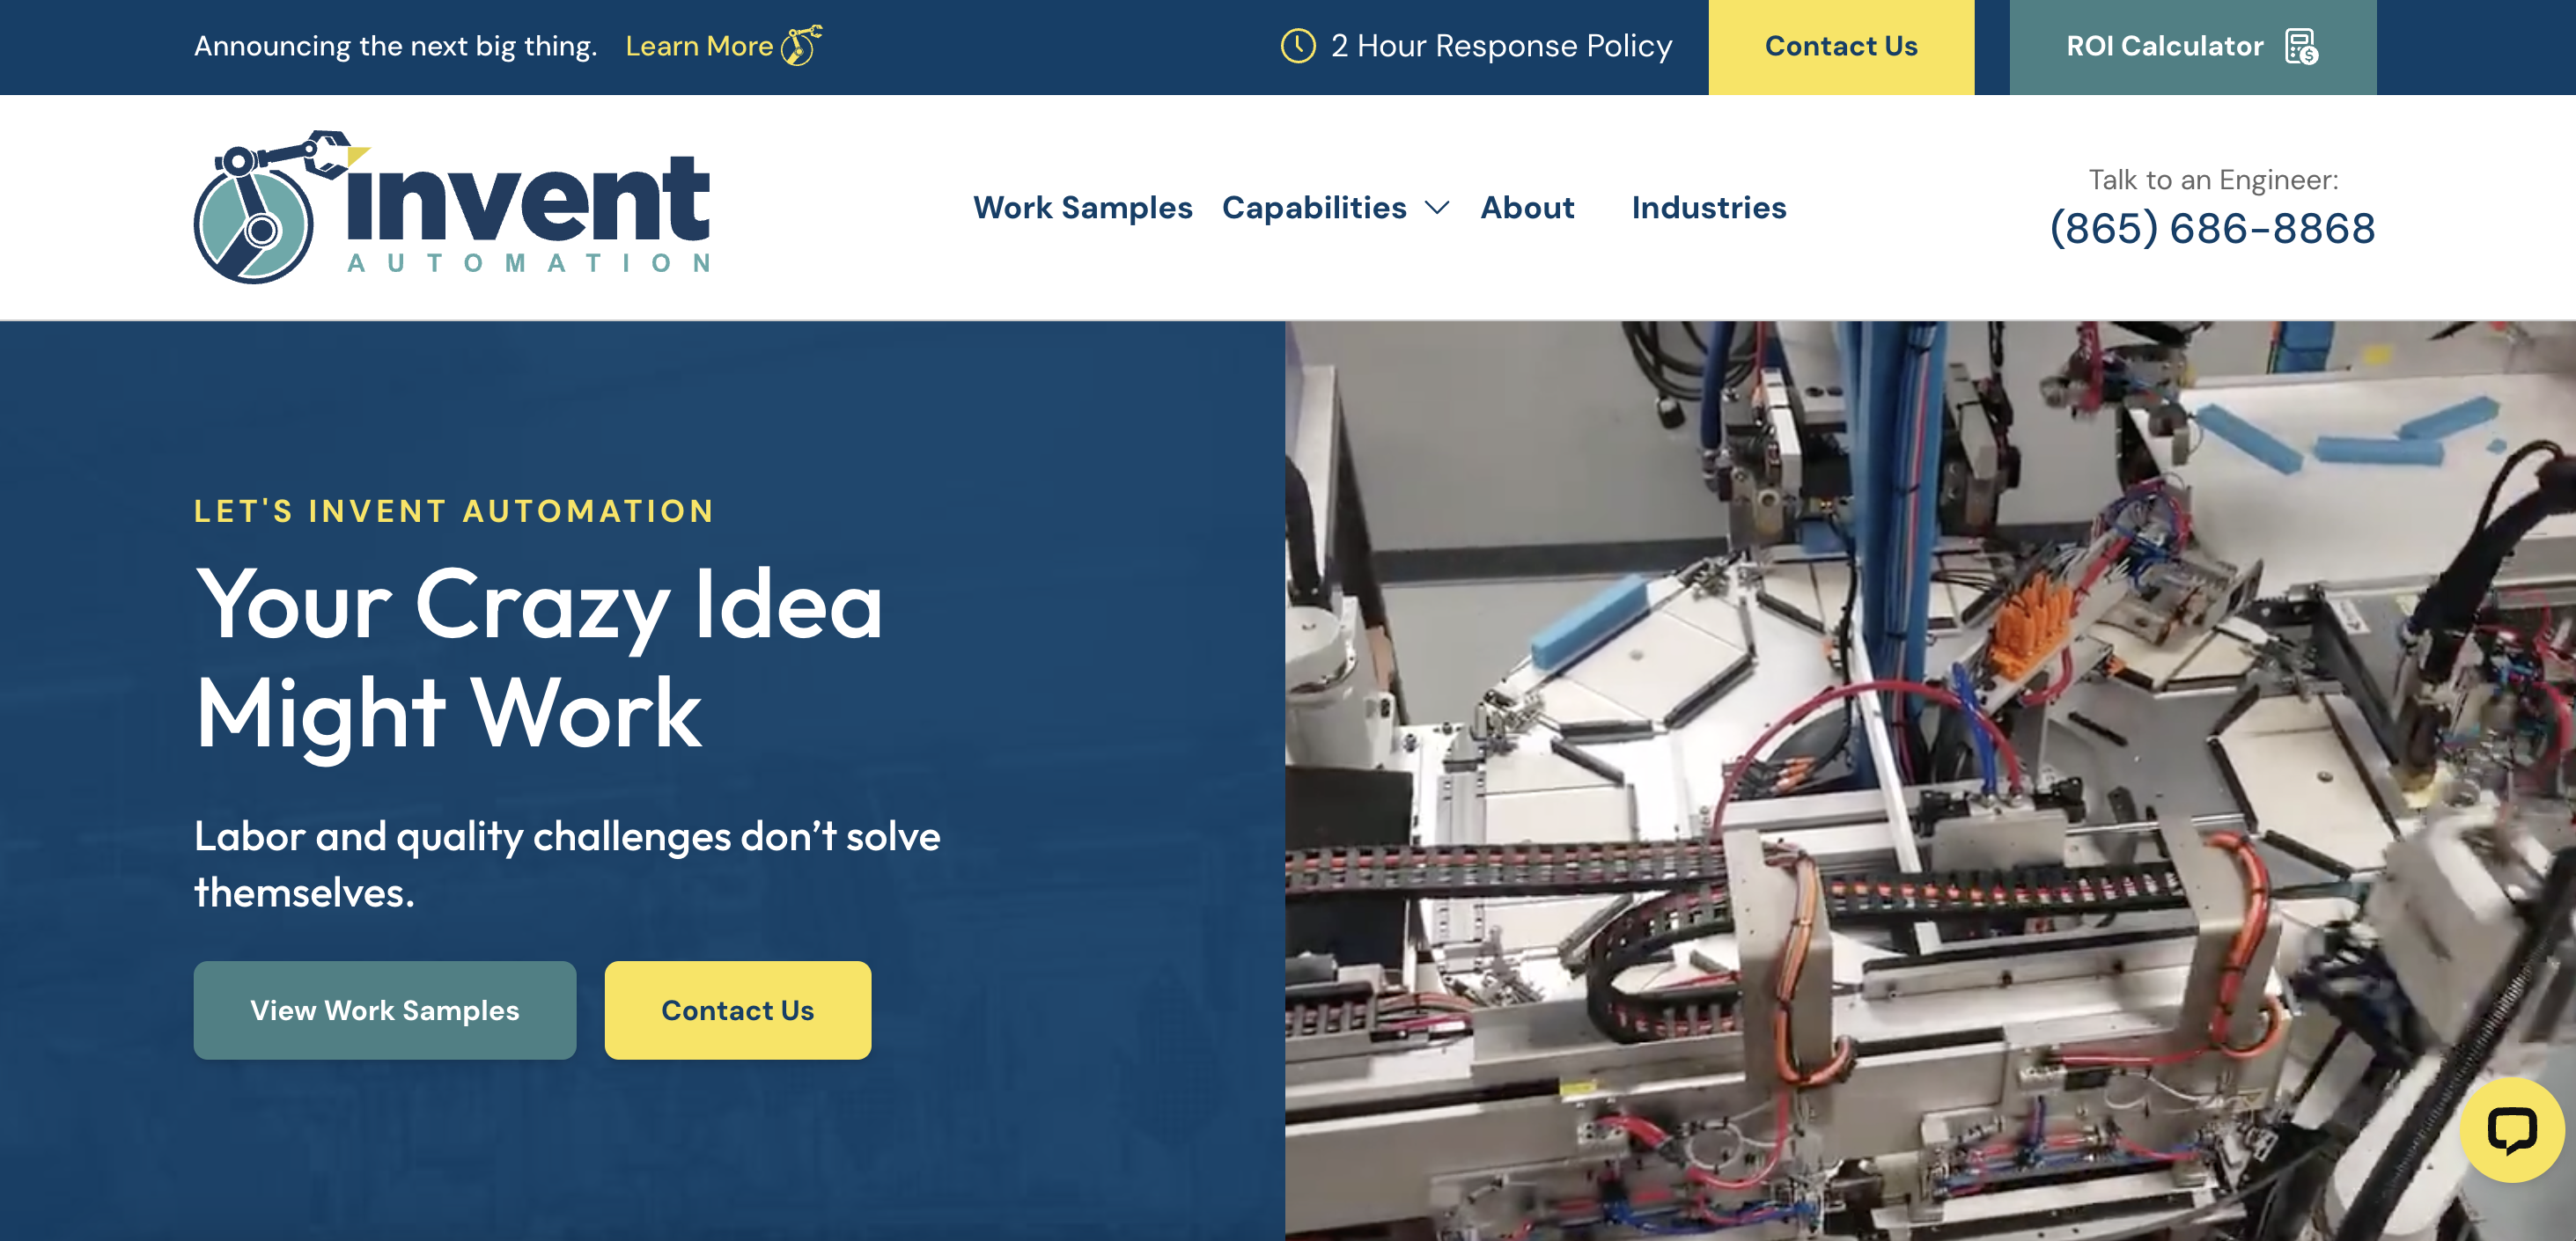 Announcing the next big thing. Learn More
2 Hour Response Policy
Contact Us
ROI Calculator
invent
AUTOMATION
Work Samples
Capabilities
About
Industries
Talk to an Engineer:
(865) 686-8868
LET'S INVENT AUTOMATION
Your Crazy Idea
Might Work
Labor and quality challenges don’t solve
themselves.
View Work Samples
Contact Us